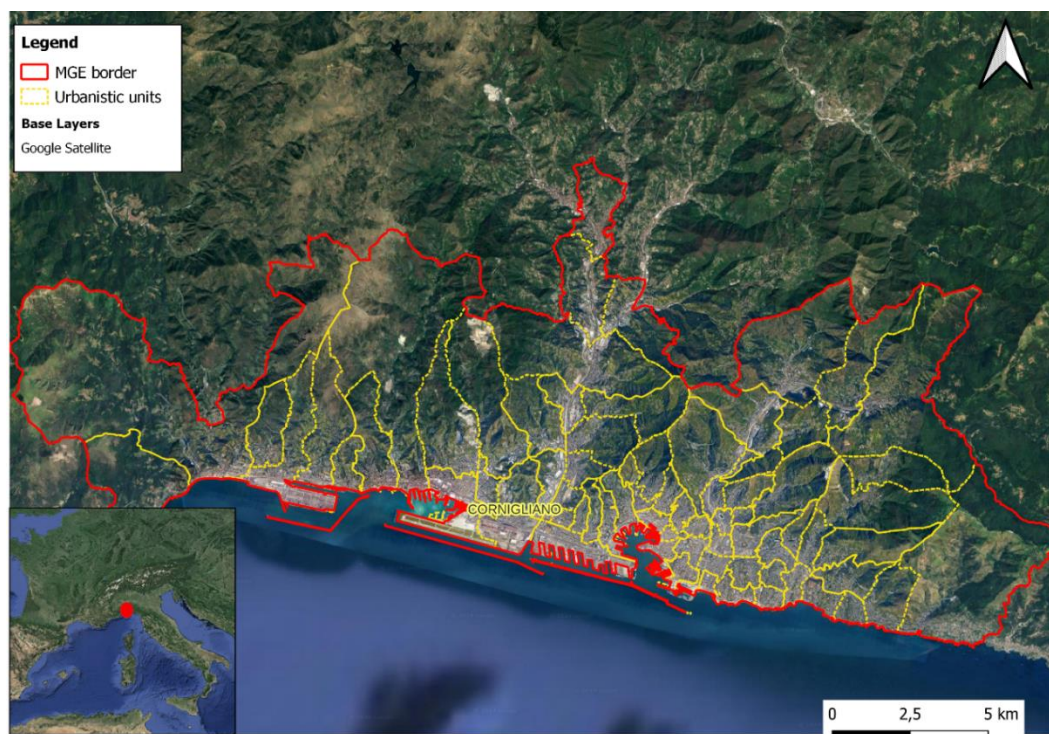 Legend
MGE border
Urbanistic units
Base Layers
Google Satellite
CORNIGLIANO
0 2,5 5 km